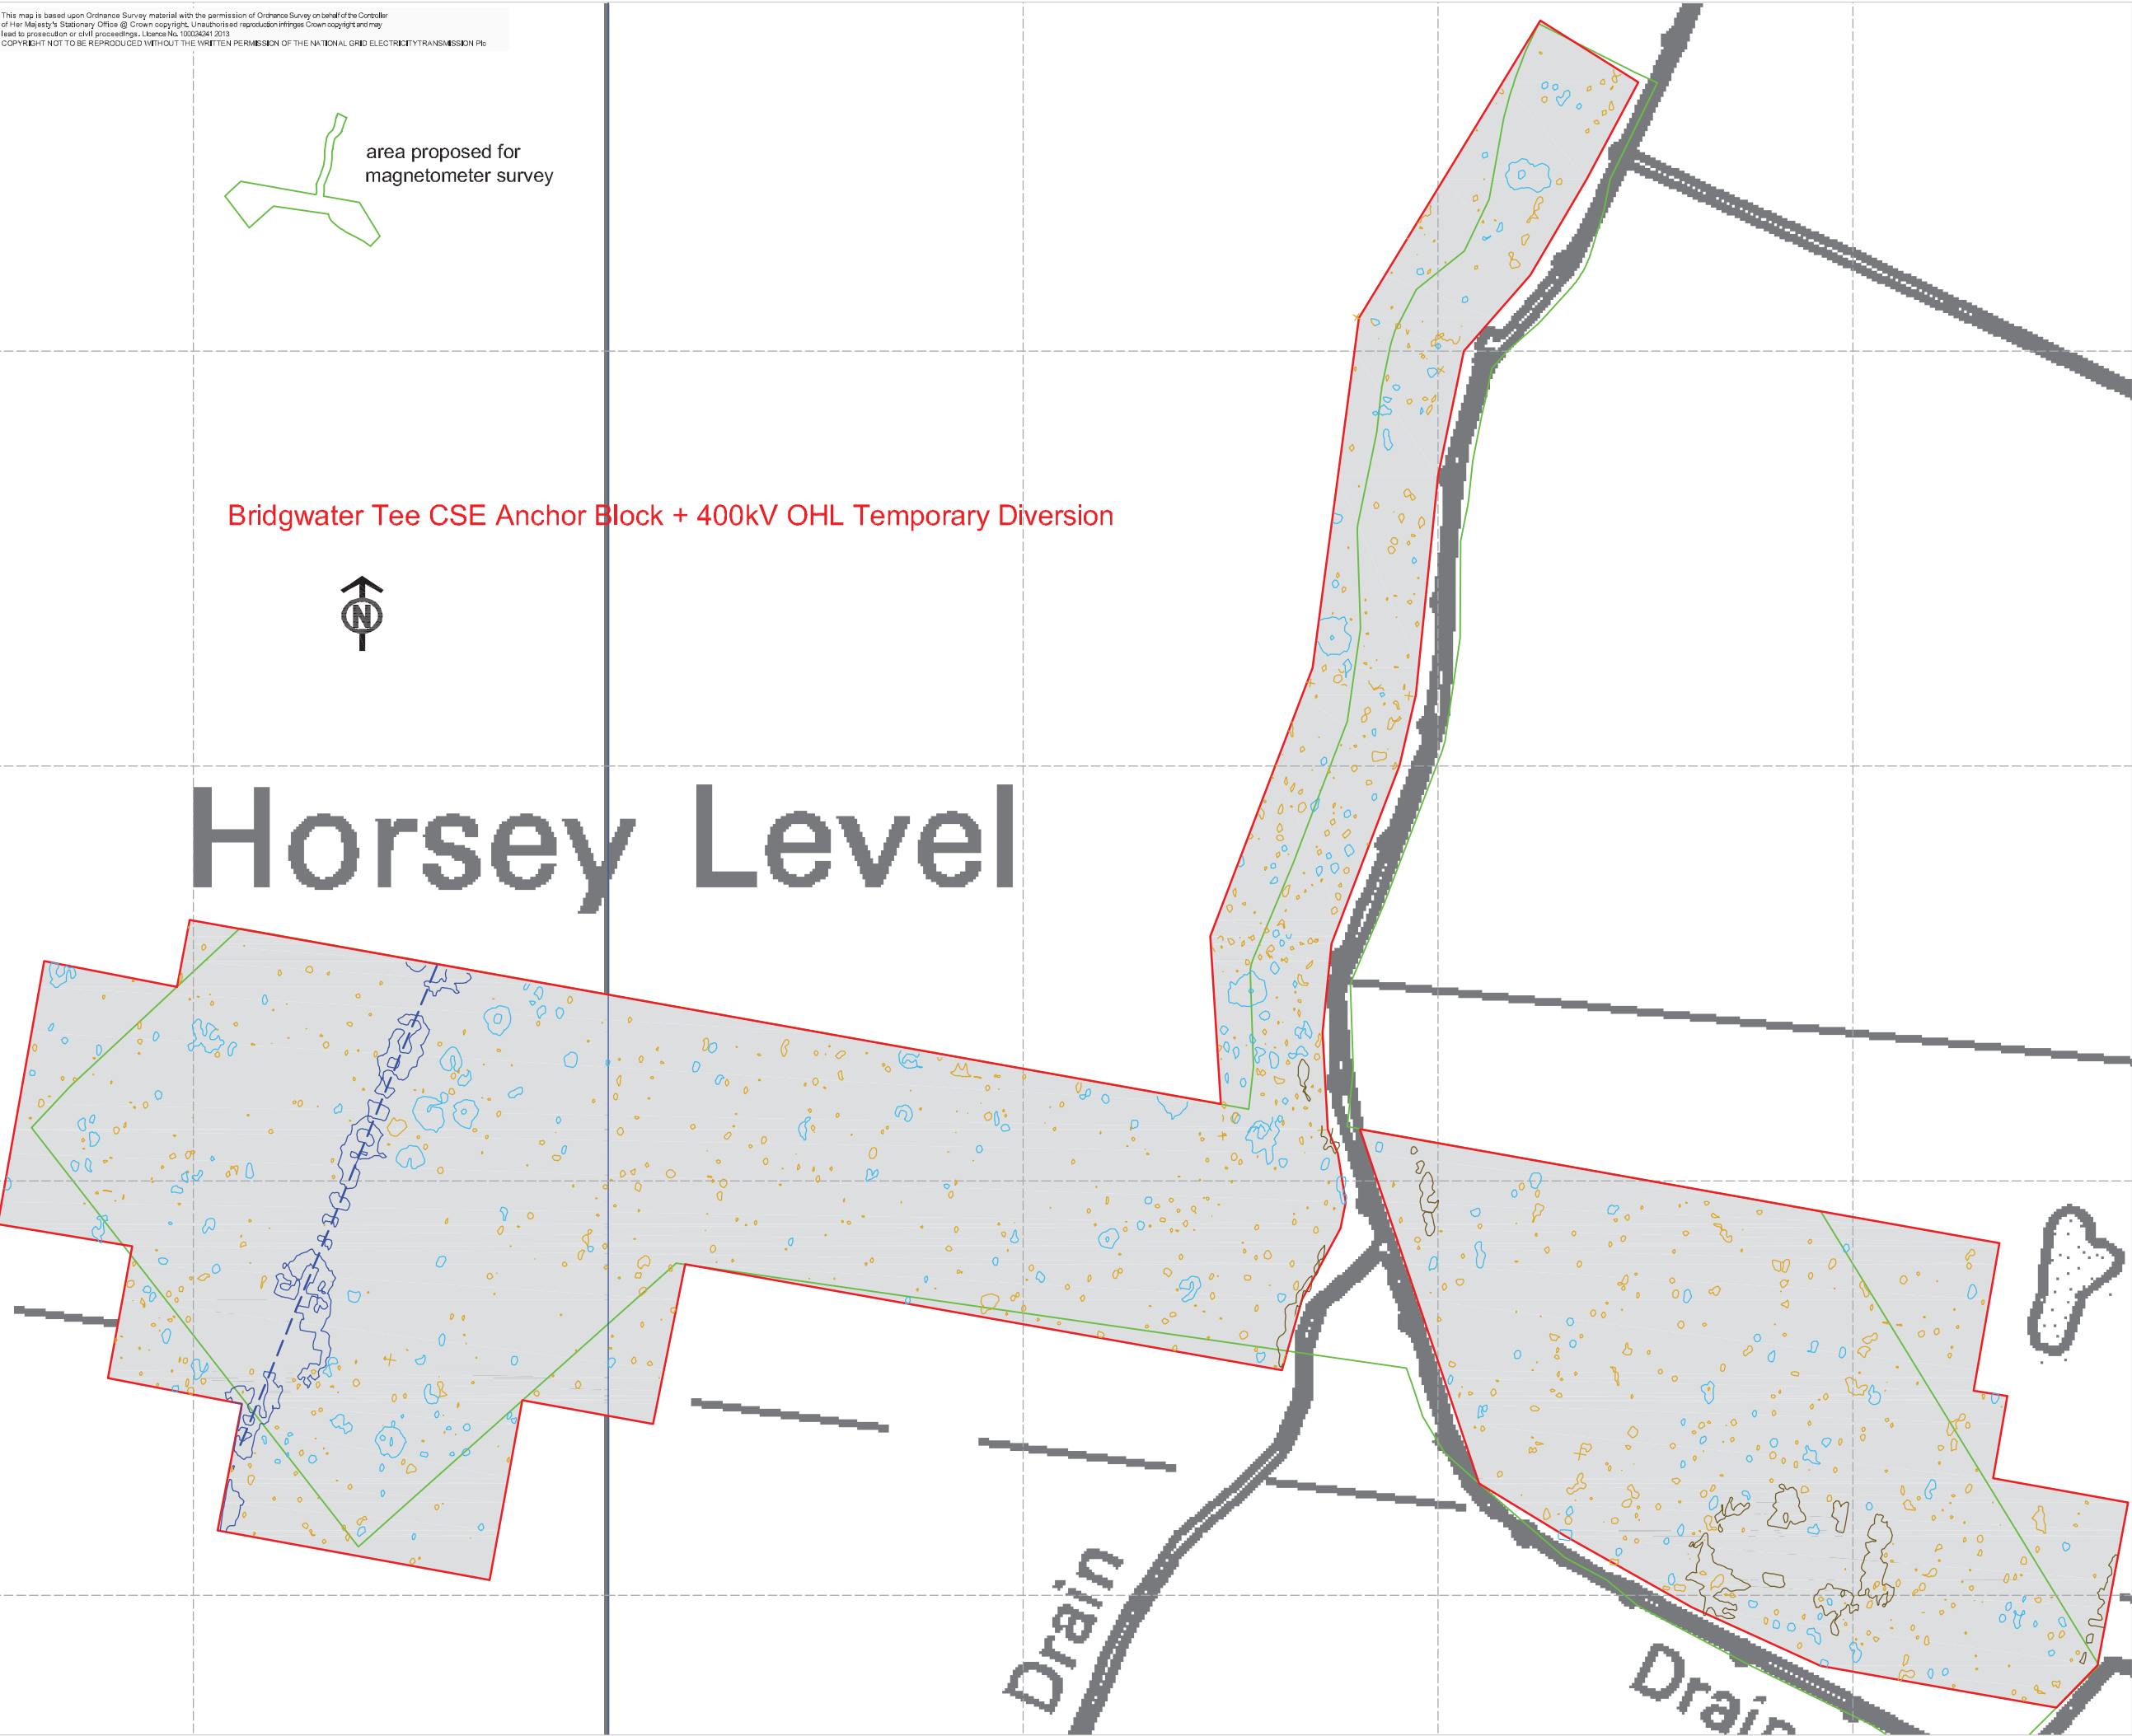 This map is based upon Ordnance Survey material with the permission of Ordnance Survey on behalf of the Controller
of Her Majesty's Stationary Office @ Crown copyright. Unauthorised reproduction infringes Crown copyright and may
lead to prosecution or civil proceedings. Licence No. 100024241 2013
COPYRIGHT NOT TO BE REPRODUCED WITHOUT THE WRITTEN PERMISSION OF THE NATIONAL GRID ELECTRICITY TRANSMISSION Plc
area proposed for
magnetometer survey
Bridgwater Tee CSE Anchor Block + 400kV OHL Temporary Diversion
N
Horsey Level
Drain
Drain